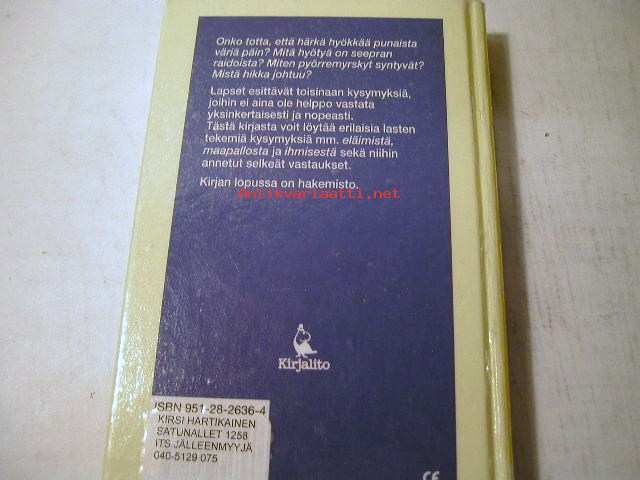 Onko totta, että härkä hyökkää punaista
väriä päin? Mitä hyötyä on seepran
raidoista? Miten pyörremyrskyt syntyvät?
Mistä hikka johtuu?
Lapset esittävät toisinaan kysymyksiä,
joihin ei aina ole helppo vastata
yksinkertaisesti ja nopeasti.
Tästä kirjasta voit löytää erilaisia lasten
tekemiä kysymyksiä mm. eläimistä,
maapallosta ja ihmisestä sekä niihin
annetut selkeät vastaukset.
Kirjan lopussa on hakemisto.
Antikvariaatti.net
Kirjalito
ISBN 951-28-2636-4
KIRSI HARTIKAINEN
SATUNALLET 1258
ITS.JÄLLEENMYYJÄ
040-5129 075
CE